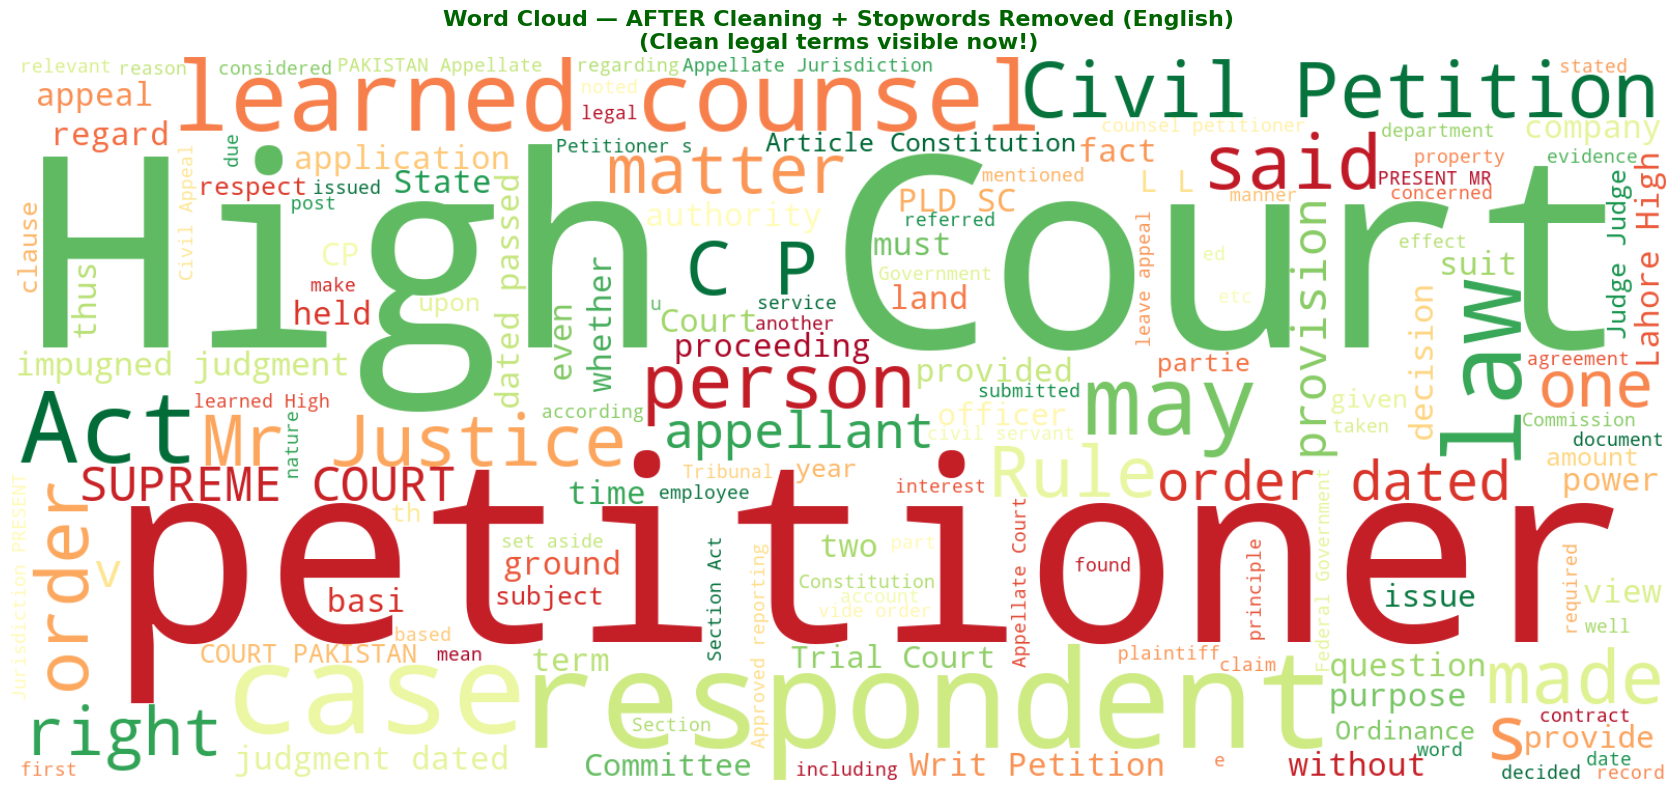 Word Cloud — AFTER Cleaning + Stopwords Removed (English)
(Clean legal terms visible now!)
relevant
reason
considered
PAKISTAN Appellate
regarding
Appellate Jurisdiction
stated
appeal
learned counsel
noted
legal
Civil Petition
regard
due
Petitioner s
Article Constitution
counsel petitioner
department
company
application
matter
fact
said
property
evidence
Civil Appeal
respect
issued
State
post
mentioned
L L
manner
PRESENT MR
concerned
PLD SC
authority
referred
High Court
clause
thus
CP
C P
must
Government
leave appeal
ed
effect
suit
Judge Judge
Lahore High
make
held
upon
dated passed
even
whether
u
service
land
etc
provision
law
Court
another
proceeding
decision
impugned judgment
person
provided
partie
agreement
submitted
may
one
learned High
according
officer
given
Act
Mr Justice
nature
appellant
civil servant
taken
Commission
document
SUPREME COURT
Tribunal
year
Rule
order dated
amount
power
time
employee
interest
Jurisdiction PRESENT
order
th
petitioner
v
set aside
two
part
ground
found
basi
subject
Section Act
Approved reporting
Constitution
account
vide order
Appellate Court
principle
Federal Government
issue
required
view
based
well
COURT PAKISTAN
mean
term
Trial Court
plaintiff
claim
question
case
respondent
purpose
made
right
Section
Ordinance
contract
s
provide
judgment dated
word
date
first
Committee
including
Writ Petition
e
without
decided
record